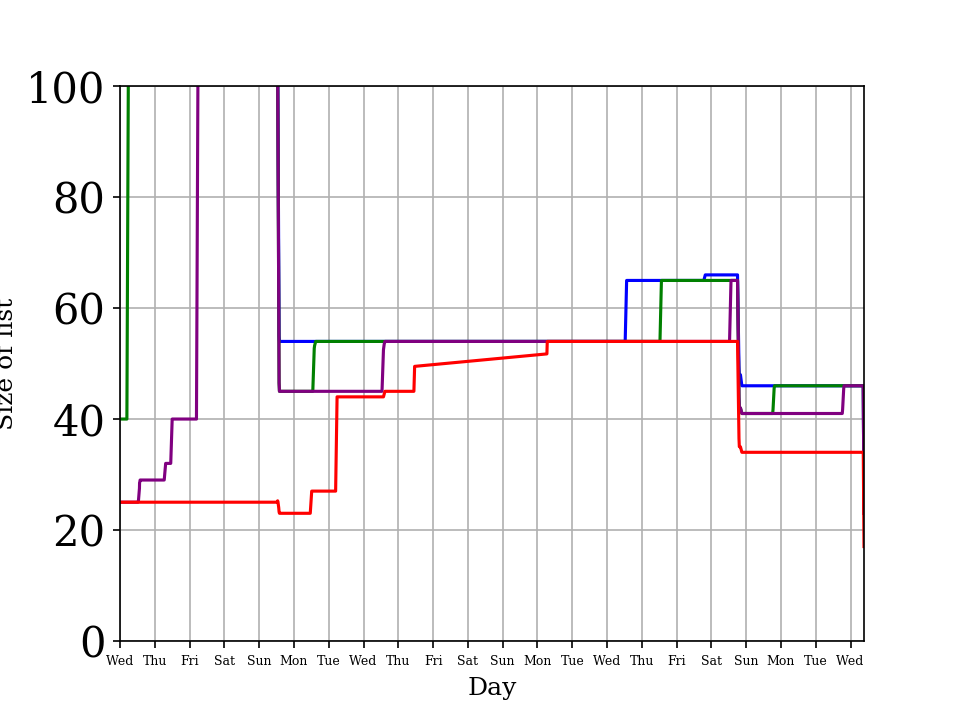 100
80
60
40
20
0
Size of list
Wed Thu Fri Sat Sun Mon Tue Wed Thu Fri Sat Sun Mon Tue Wed Thu Fri Sat Sun Mon Tue Wed
Day